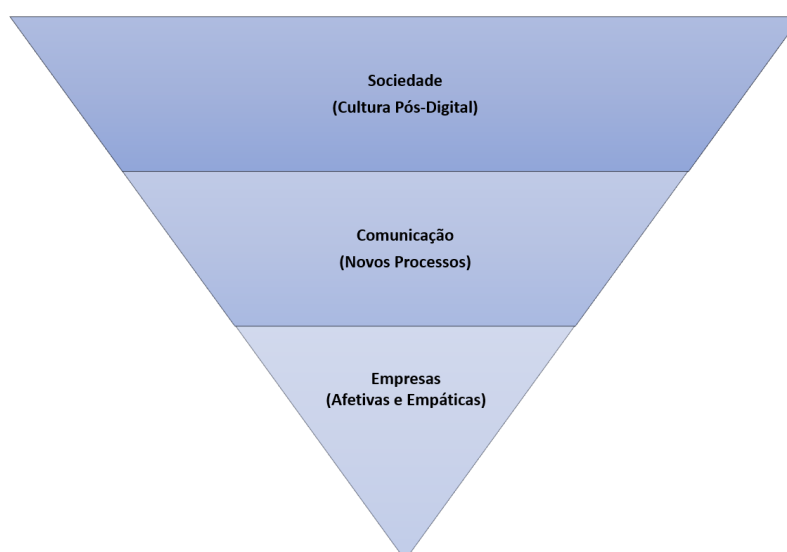 Sociedade
(Cultura Pós-Digital)
Comunicação
(Novos Processos)
Empresas
(Afetivas e Empáticas)